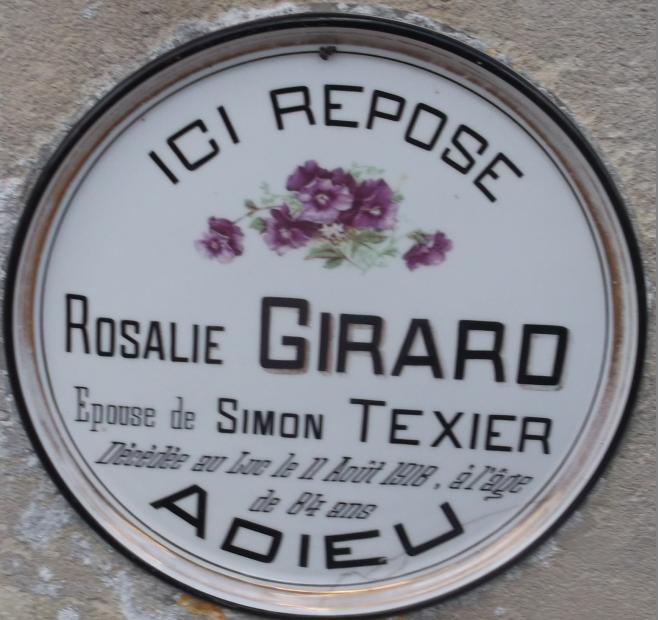 ICI REPOSE
ROSALIE GIRARD
Epouse de SIMON TEXIER
Décédée au Luc le 11 Août 1918, à l'âge
de 84 ans
ADIEU